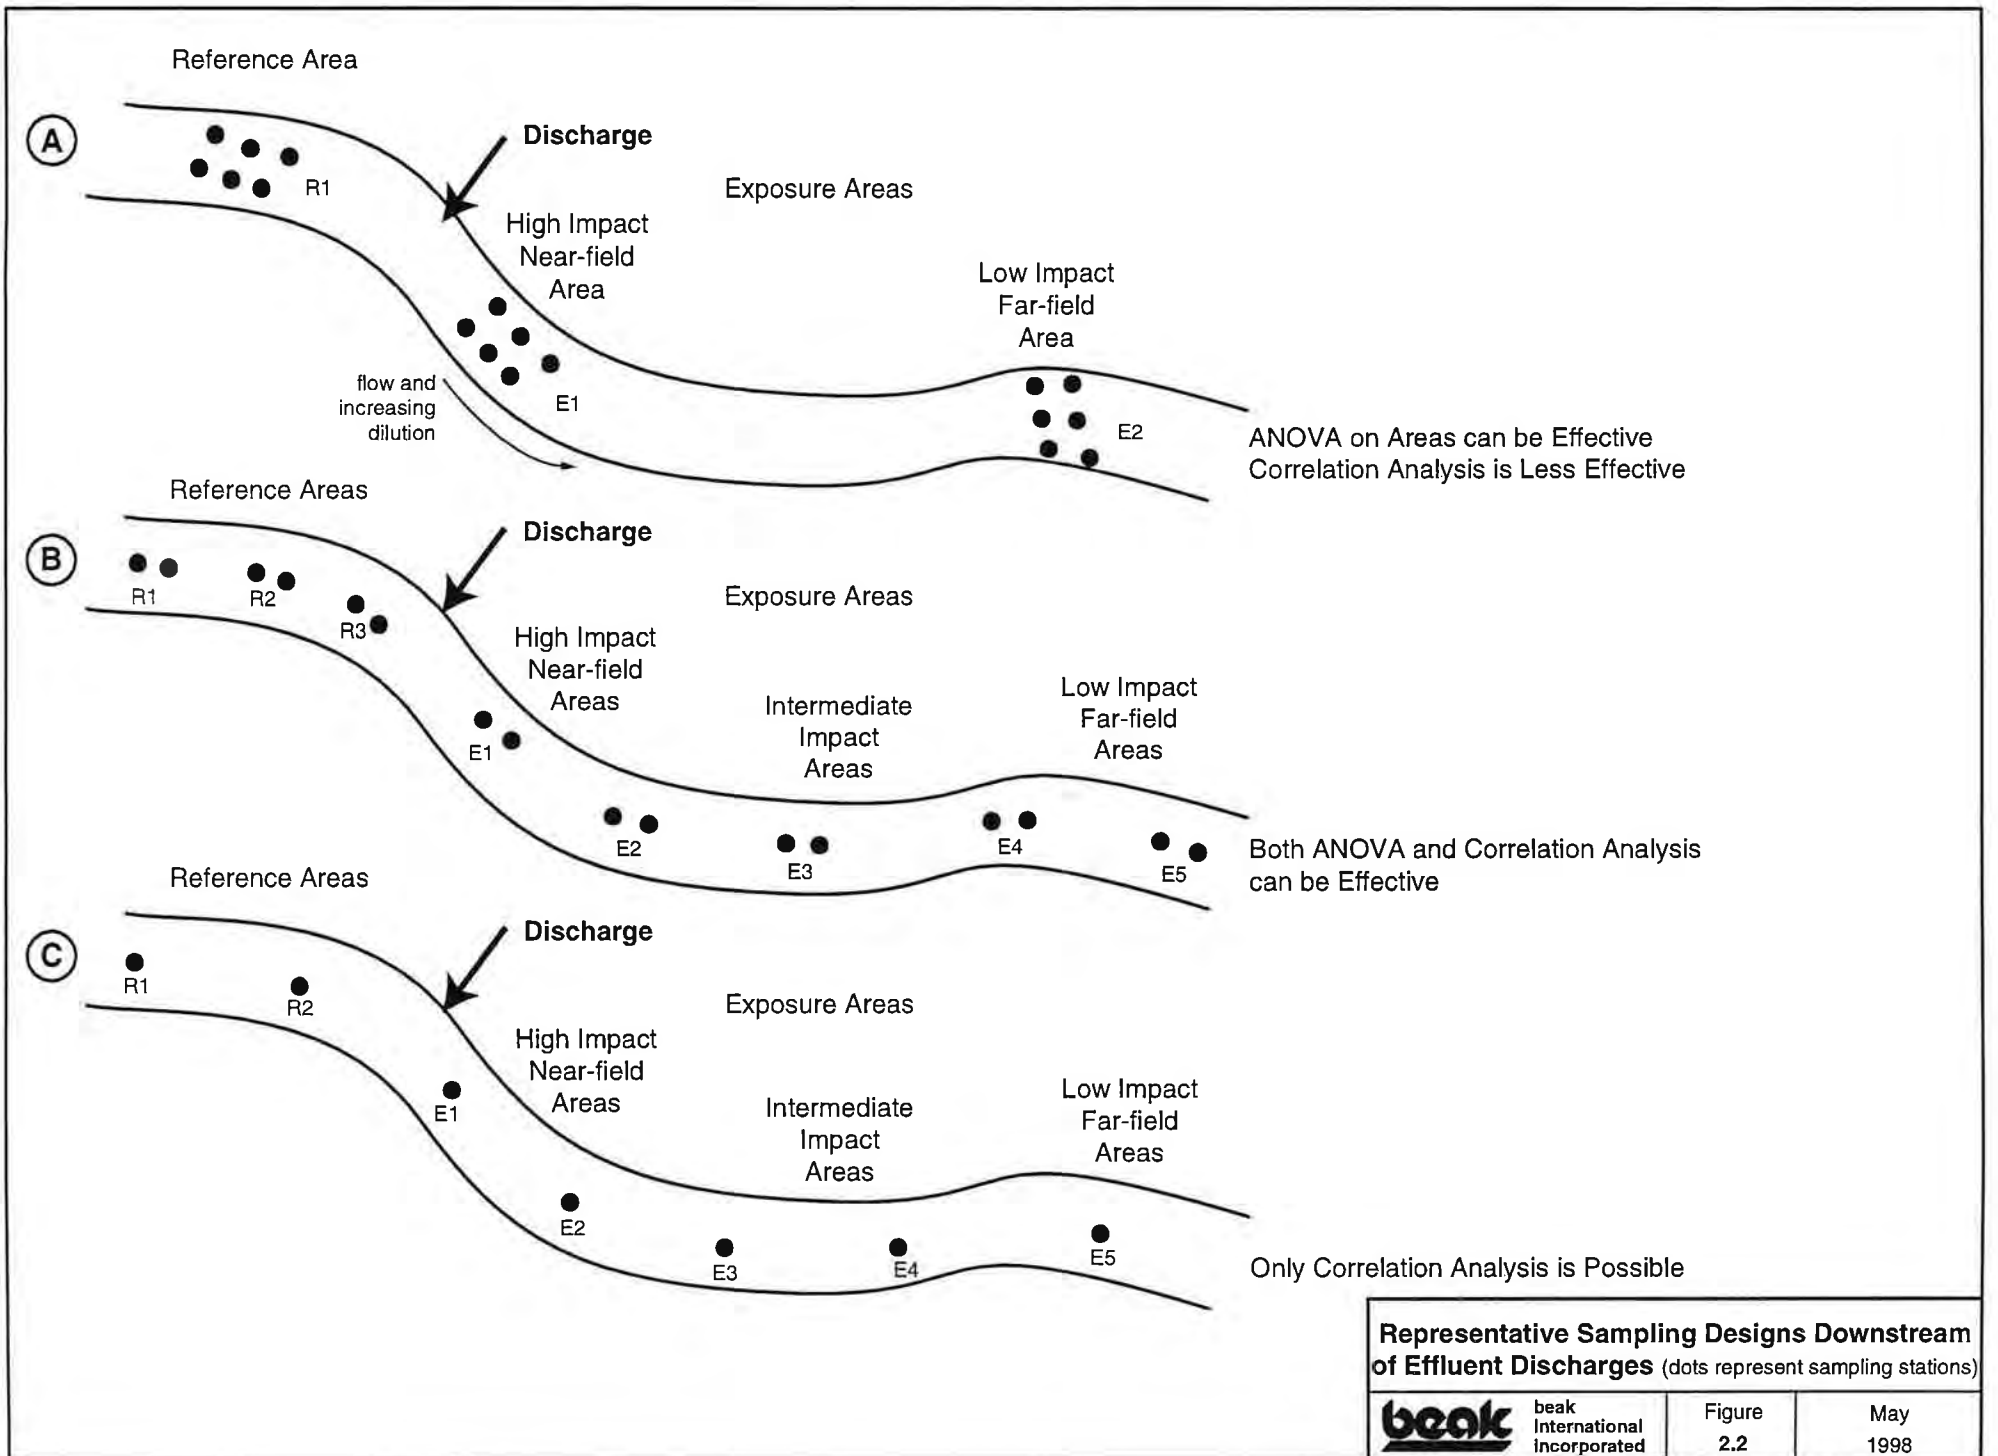 Reference Area
A
R1
Discharge
Exposure Areas
High Impact
Near-field
Area
Low Impact
Far-field
Area
flow and
increasing
dilution
E1
E2
ANOVA on Areas can be Effective
Correlation Analysis is Less Effective
Reference Areas
B
R1
R2
R3
Discharge
Exposure Areas
High Impact
Near-field
Areas
Intermediate
Impact
Areas
Low Impact
Far-field
Areas
E1
E2
E3
E4
E5
Both ANOVA and Correlation Analysis
can be Effective
Reference Areas
C
R1
R2
Discharge
Exposure Areas
High Impact
Near-field
Areas
Intermediate
Impact
Areas
Low Impact
Far-field
Areas
E1
E2
E3
E4
E5
Only Correlation Analysis is Possible
Representative Sampling Designs Downstream
of Effluent Discharges (dots represent sampling stations)
beak
beak
international
incorporated
Figure
2.2
May
1998